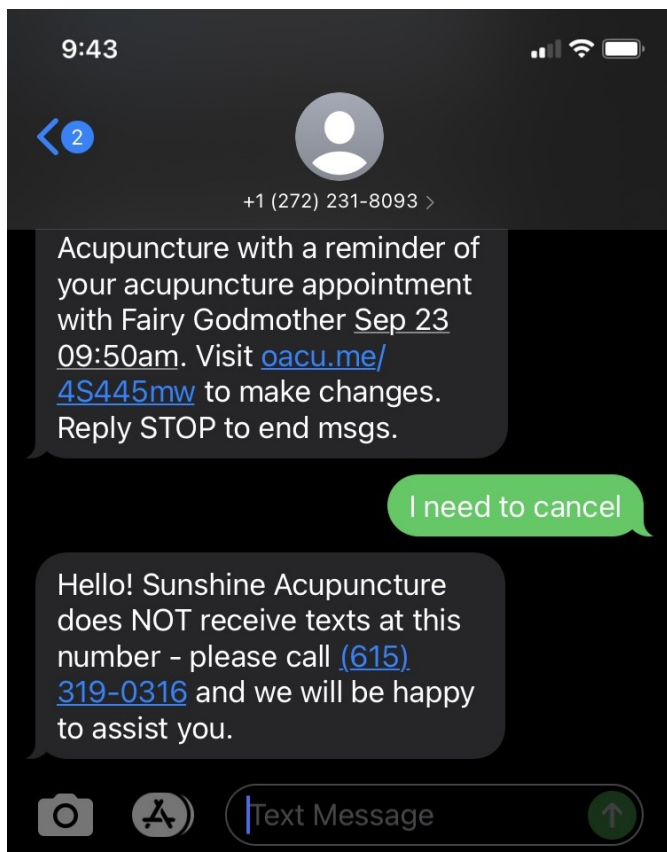 9:43
2
+1 (272) 231-8093 >
Acupuncture with a reminder of
your acupuncture appointment
with Fairy Godmother Sep 23
09:50am. Visit oacu.me/
4S445mw to make changes.
Reply STOP to end msgs.
I need to cancel
Hello! Sunshine Acupuncture
does NOT receive texts at this
number - please call (615)
319-0316 and we will be happy
to assist you.
Text Message